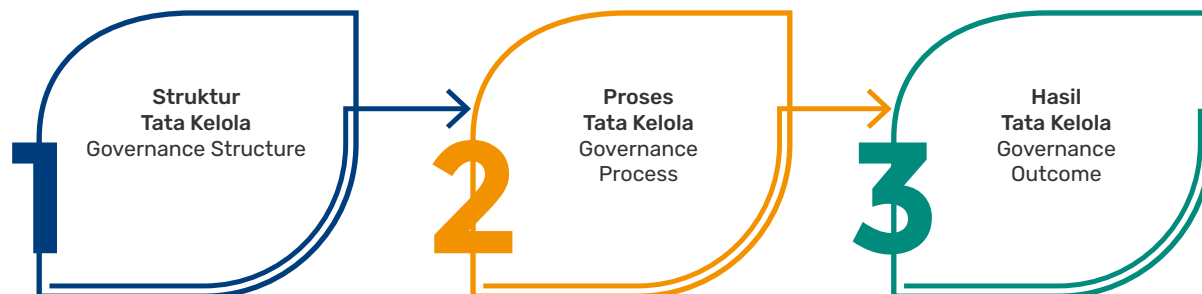 1
Struktur
Tata Kelola
Governance Structure
2
Proses
Tata Kelola
Governance
Process
3
Hasil
Tata Kelola
Governance
Outcome